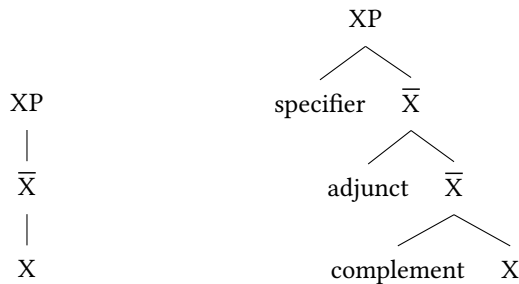 XP
XP
specifier X̅
X̅
adjunct X̅
X
complement X